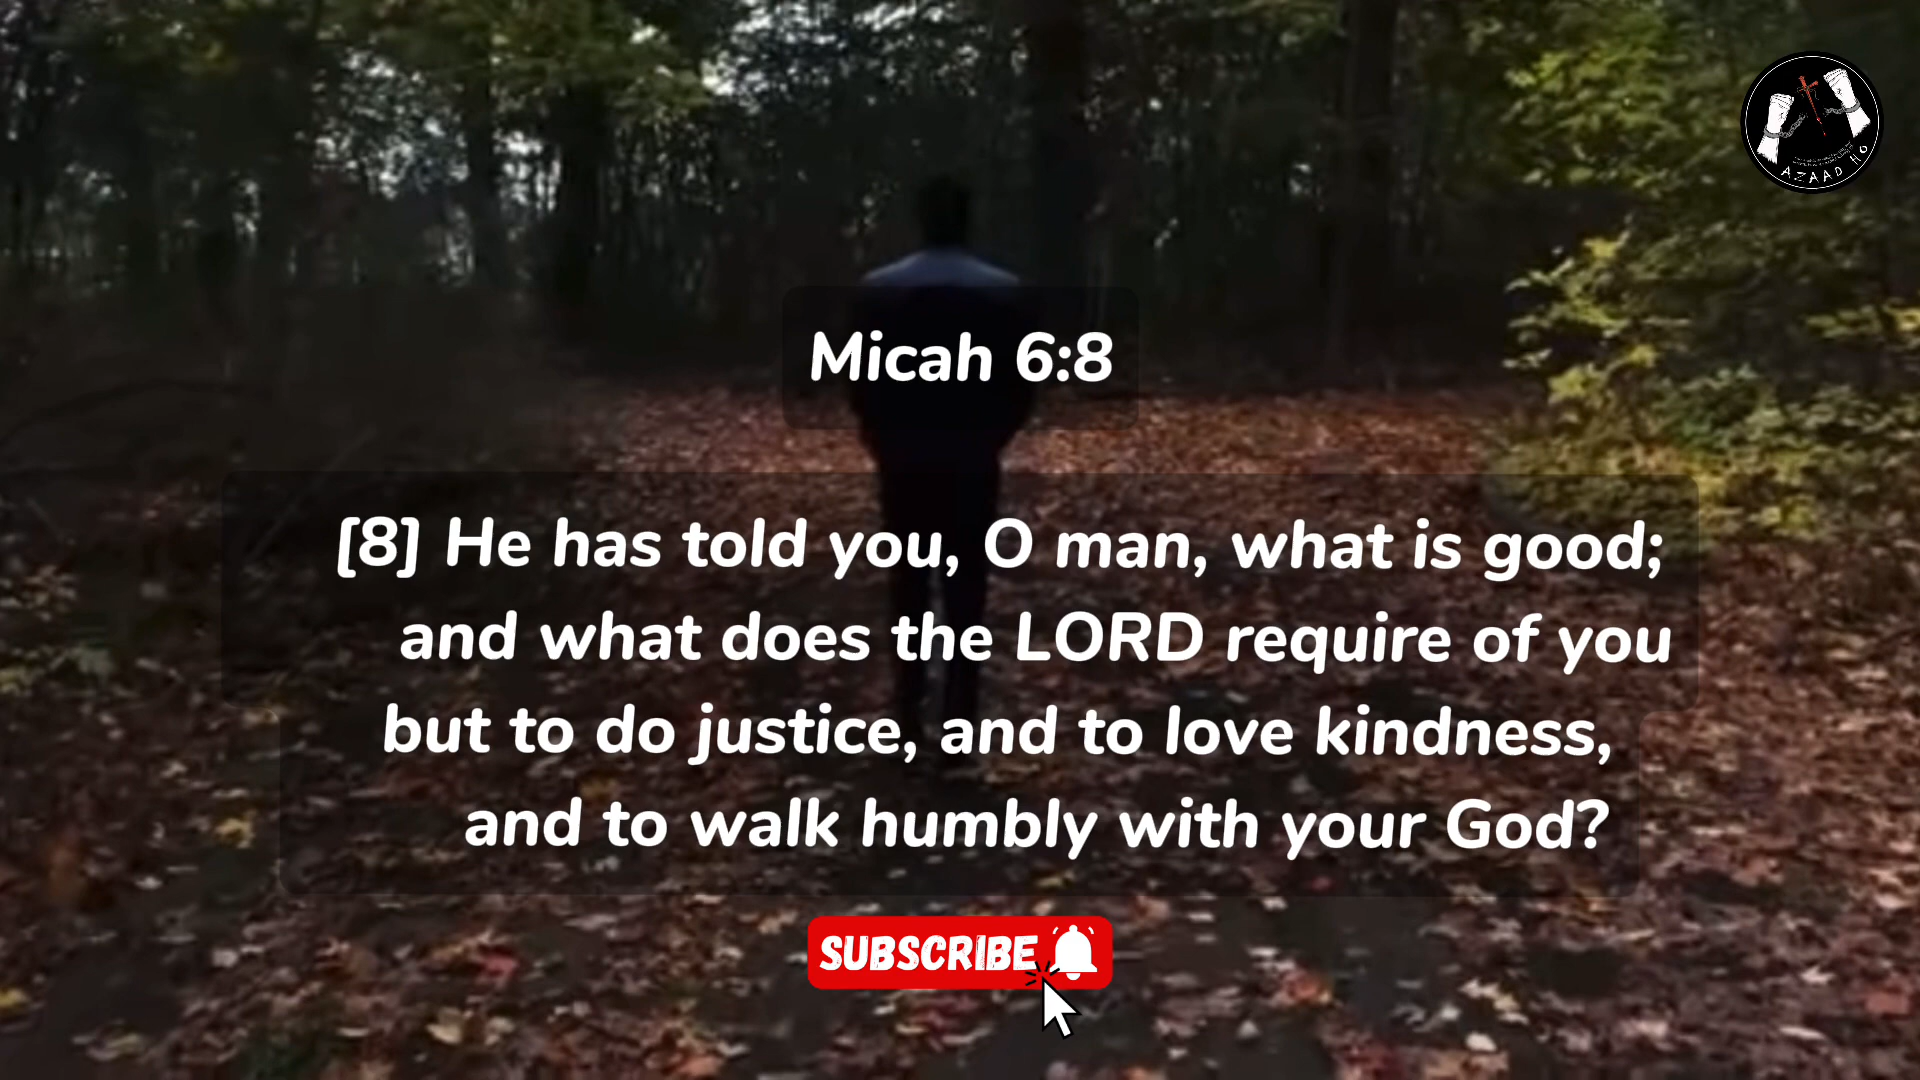 AZAAD HO
Micah 6:8
[8] He has told you, O man, what is good;
and what does the LORD require of you
but to do justice, and to love kindness,
and to walk humbly with your God?
SUBSCRIBE